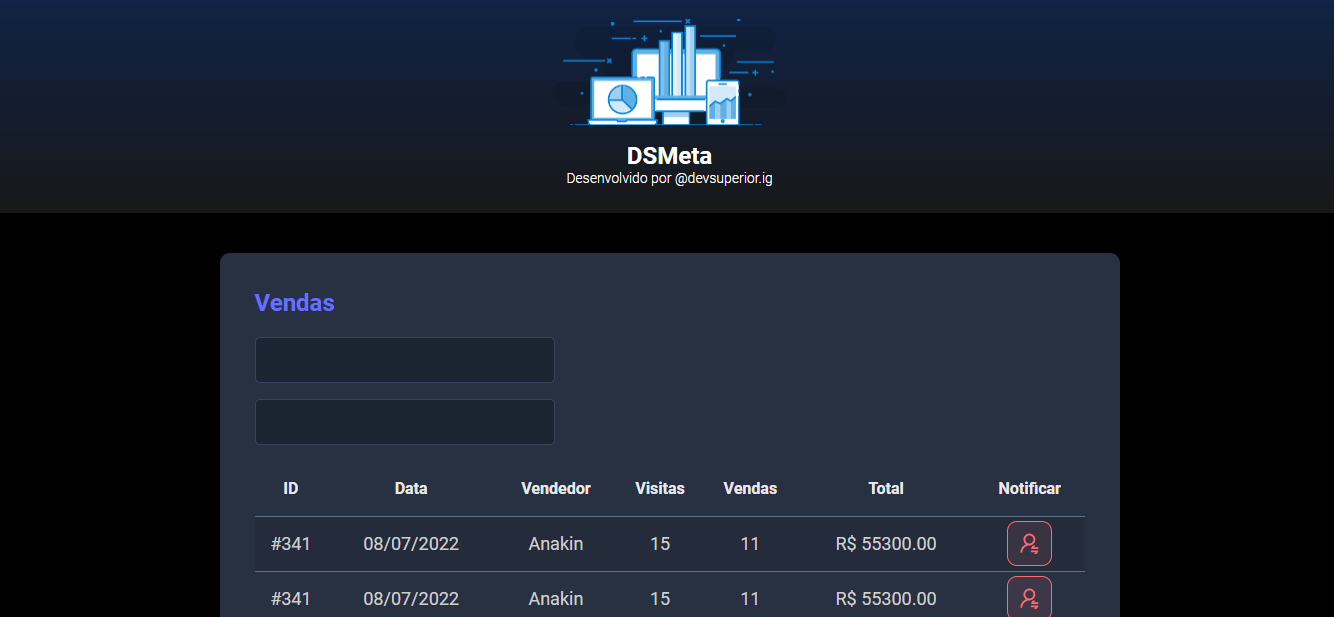 DSMeta
Desenvolvido por @devsuperior.ig
Vendas
ID Data Vendedor Visitas Vendas Total Notificar
#341 08/07/2022 Anakin 15 11 R$ 55300.00
#341 08/07/2022 Anakin 15 11 R$ 55300.00